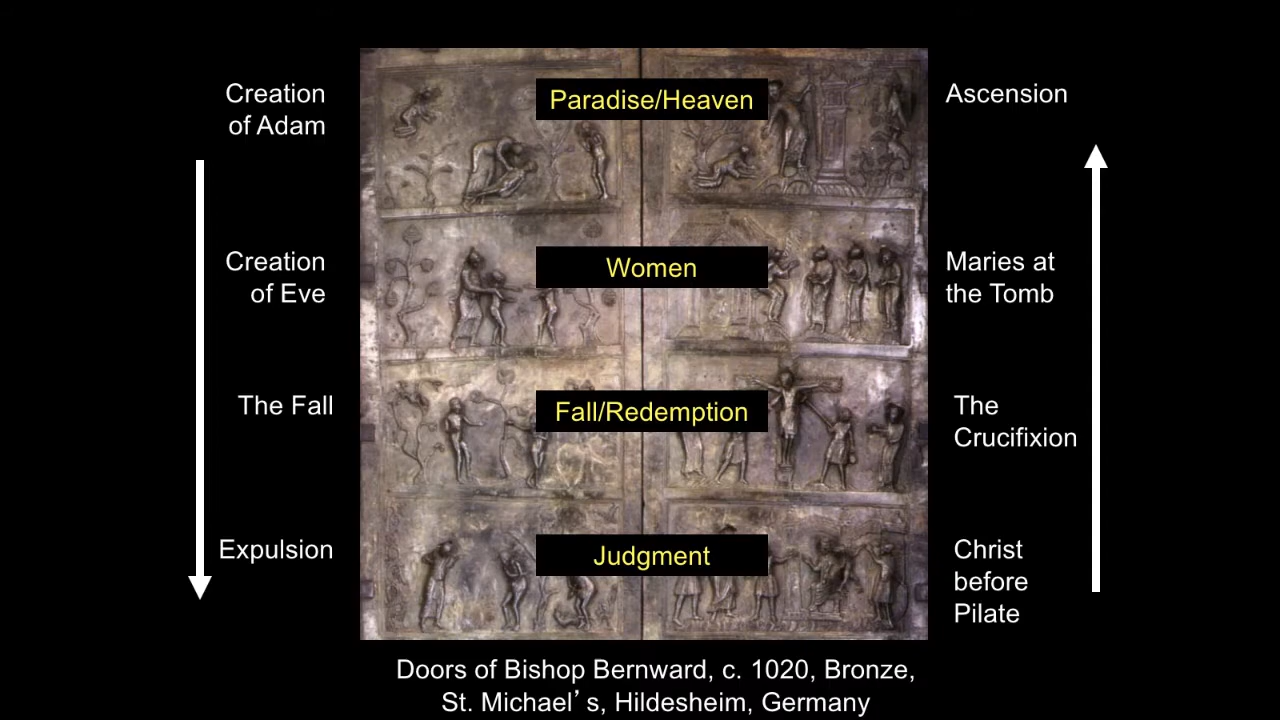 Creation
of Adam
Paradise/Heaven
Ascension
Creation
of Eve
Women
Maries at
the Tomb
The Fall
Fall/Redemption
The
Crucifixion
Expulsion
Judgment
Christ
before
Pilate
Doors of Bishop Bernward, c. 1020, Bronze,
St. Michael’s, Hildesheim, Germany